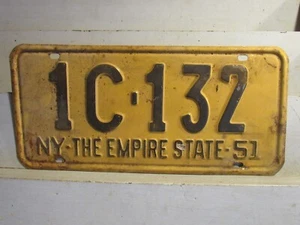 1C·132
NY·THE EMPIRE STATE·51